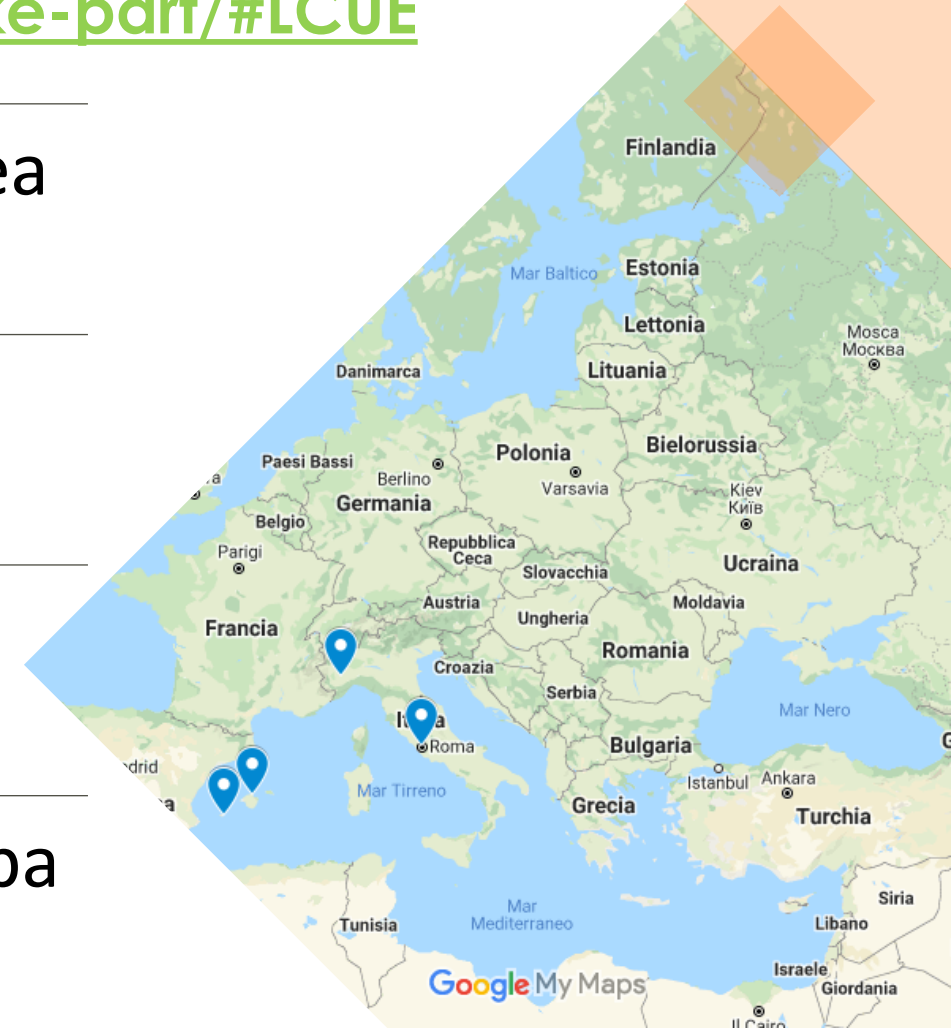 ke-part/#LCUE
ea
pa
Finlandia
Mar Baltico
Estonia
Lettonia
Mosca
Москва
Lituania
Danimarca
Polonia
Bielorussia
Paesi Bassi
Berlino
Varsavia
Germania
Kiev
Київ
Belgio
Parigi
Repubblica
Ceca
Slovacchia
Ucraina
Austria
Moldavia
Ungheria
Francia
Romania
Croazia
Serbia
Mar Nero
Roma
Bulgaria
drid
Istanbul
Ankara
Mar Tirreno
Grecia
Turchia
Siria
Mar
Mediterraneo
Tunisia
Libano
Israele
Giordania
Google My Maps
Il Cairo